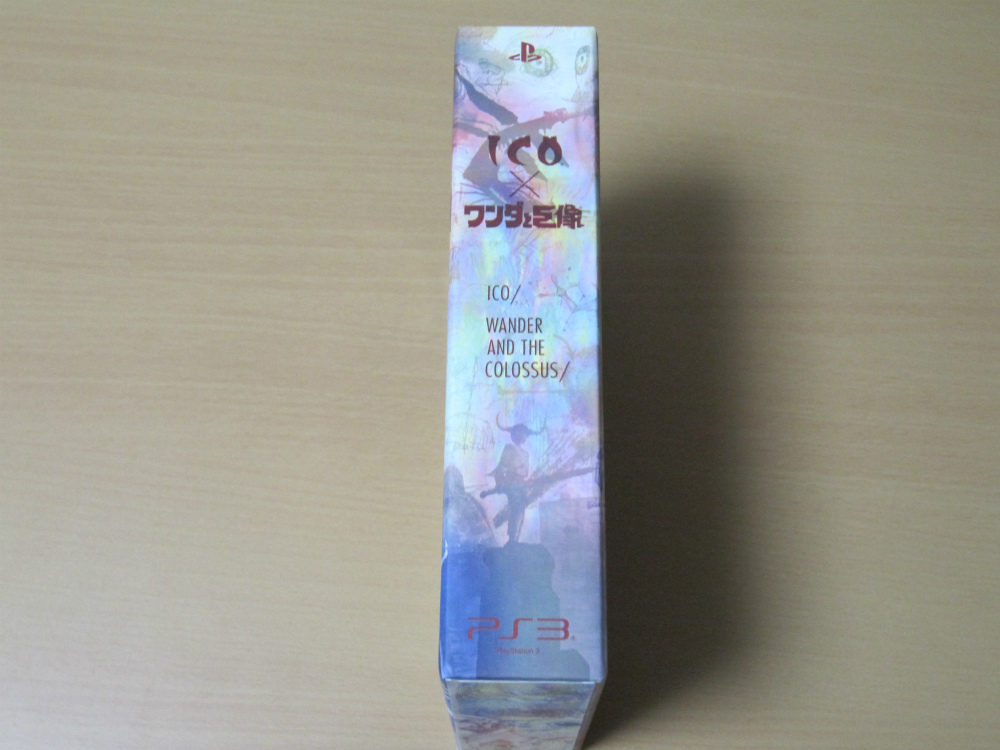 ICO
×
ワンダと巨像
ICO/
WANDER
AND THE
COLOSSUS/
PS3®
PlayStation 3